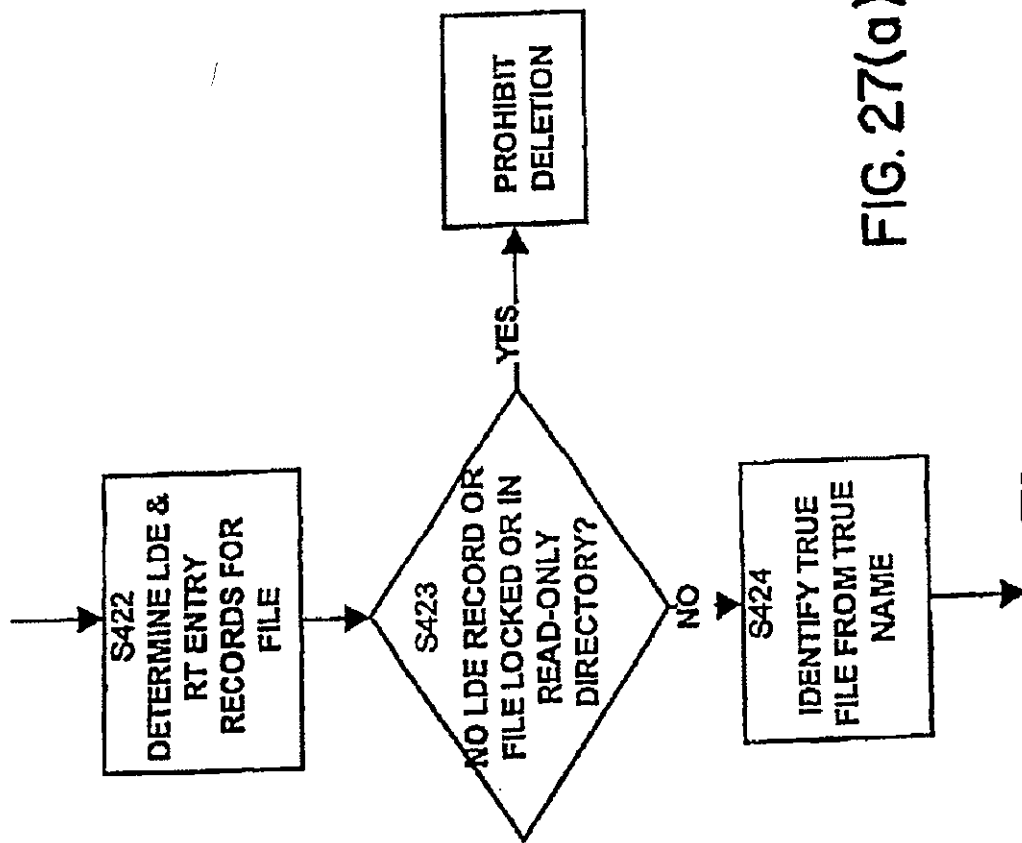 S422
DETERMINE LDE &
RT ENTRY
RECORDS FOR
FILE
S423
NO LDE RECORD OR
FILE LOCKED OR IN
READ-ONLY
DIRECTORY?
YES
PROHIBIT
DELETION
NO
S424
IDENTIFY TRUE
FILE FROM TRUE
NAME
FIG. 27(a)